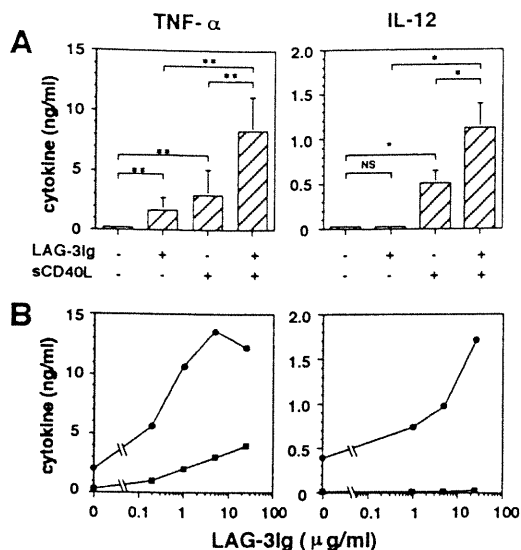 TNF- α IL-12
A
cytokine (ng/ml)
15 2.0
10 1.5
1.0
5 0.5
0 0.0
** *
** *
** *
** NS
LAG-3Ig - + - + - + - +
sCD40L - - + + - - + +
B
cytokine (ng/ml)
15 2.0
10 1.5
1.0
5 0.5
0 0.0
0 0.1 1 10 100 0 0.1 1 10 100
LAG-3Ig (μg/ml)